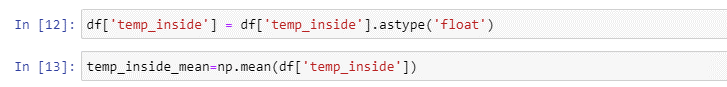 In [12]: df['temp_inside'] = df['temp_inside'].astype('float')
In [13]: temp_inside_mean=np.mean(df['temp_inside'])